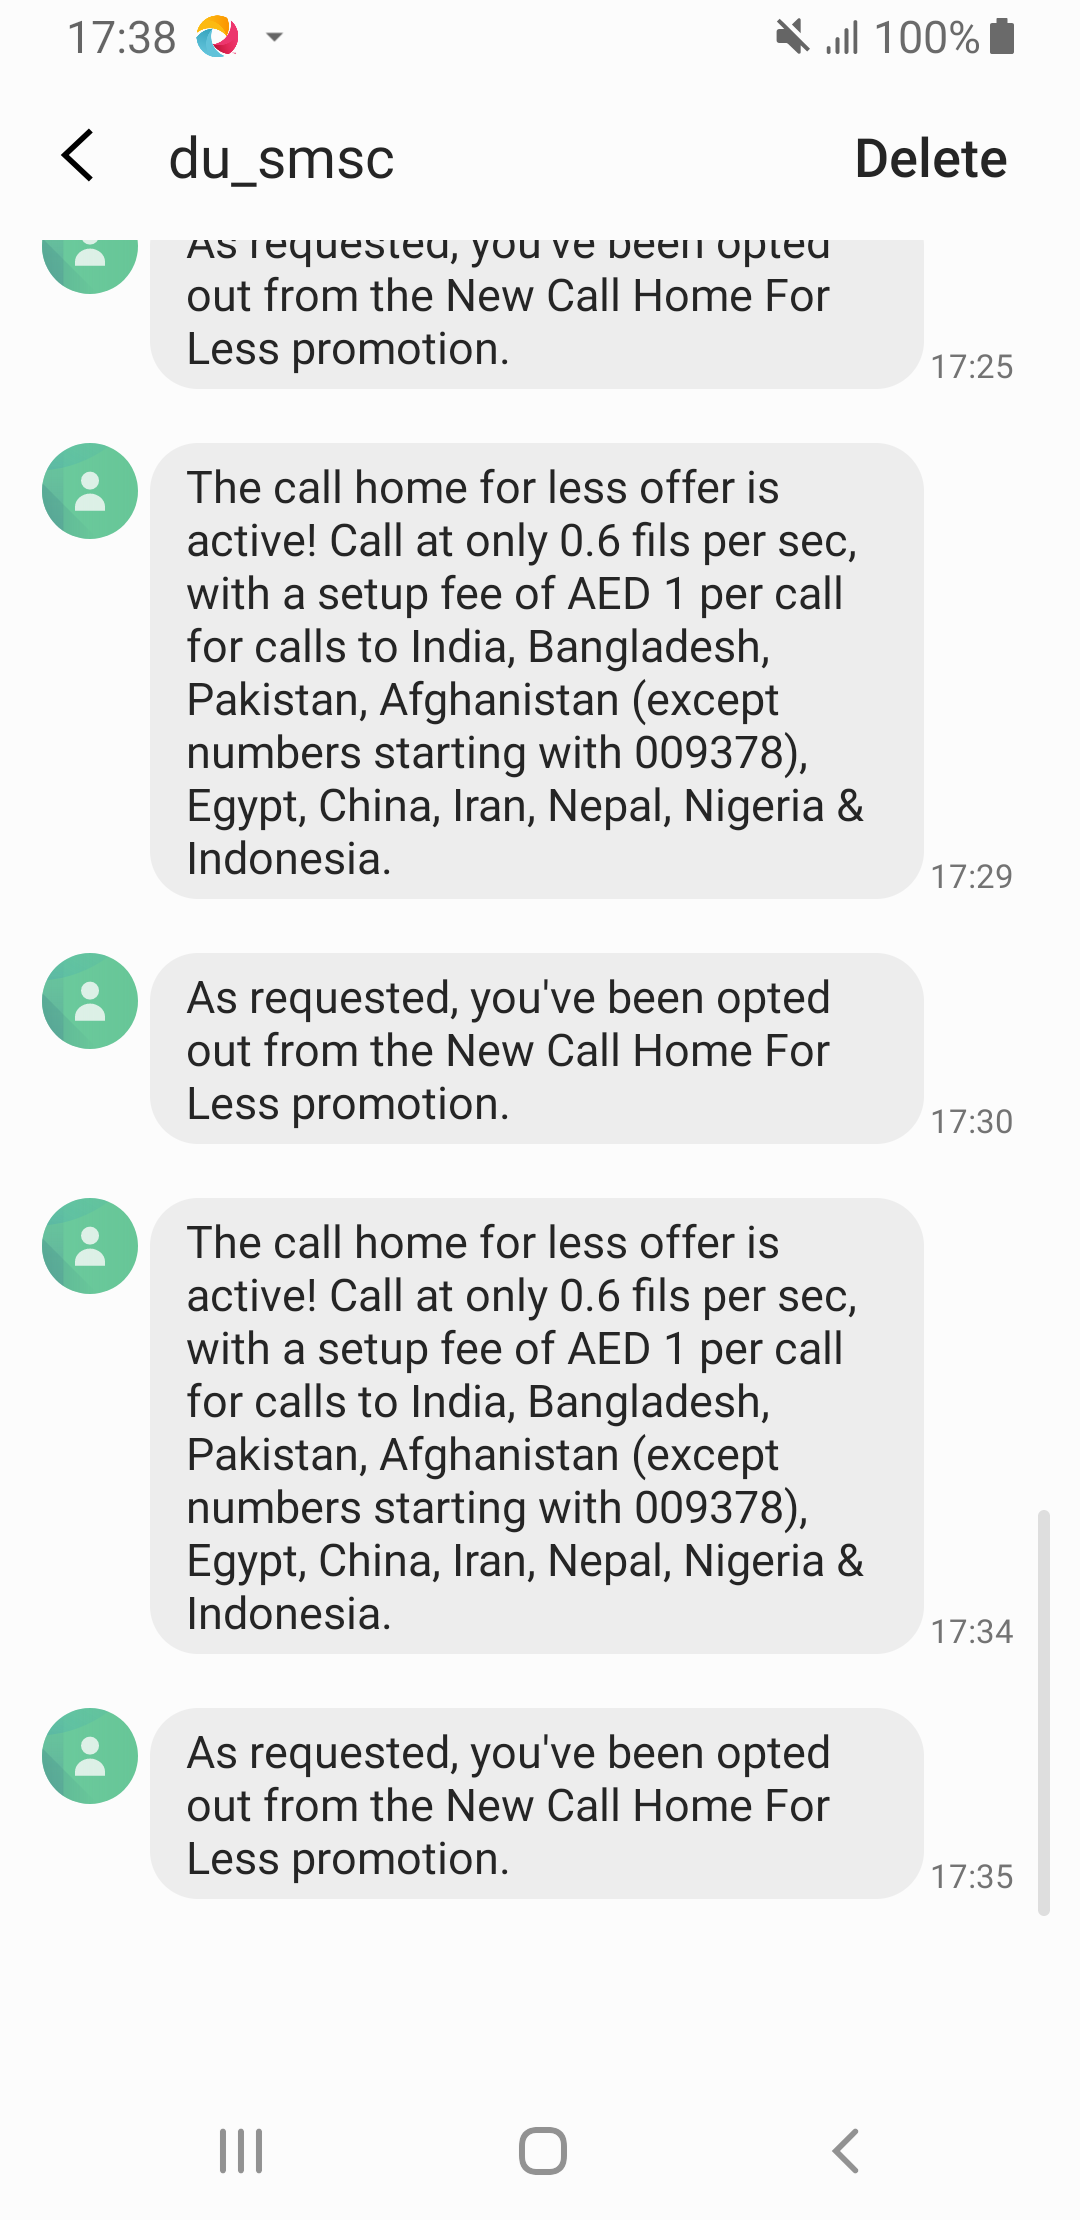 17:38
100%
du_smsc
Delete
As requested, you've been opted
out from the New Call Home For
Less promotion.
17:25
The call home for less offer is
active! Call at only 0.6 fils per sec,
with a setup fee of AED 1 per call
for calls to India, Bangladesh,
Pakistan, Afghanistan (except
numbers starting with 009378),
Egypt, China, Iran, Nepal, Nigeria &
Indonesia.
17:29
As requested, you've been opted
out from the New Call Home For
Less promotion.
17:30
The call home for less offer is
active! Call at only 0.6 fils per sec,
with a setup fee of AED 1 per call
for calls to India, Bangladesh,
Pakistan, Afghanistan (except
numbers starting with 009378),
Egypt, China, Iran, Nepal, Nigeria &
Indonesia.
17:34
As requested, you've been opted
out from the New Call Home For
Less promotion.
17:35